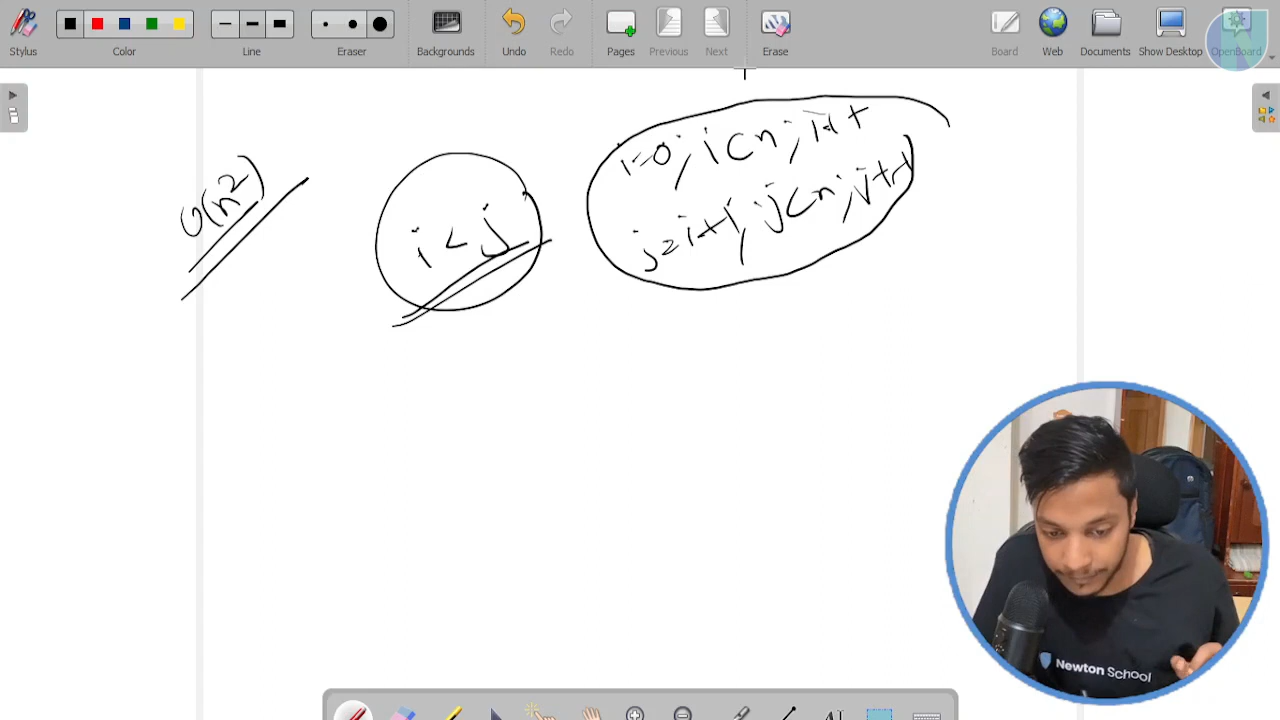 Stylus
Color
Line
Eraser
Backgrounds
Undo
Redo
Pages
Previous
Next
Erase
Board
Web
Documents
Show Desktop
OpenBoard
O(n²)
i < j
i=0; i<n; i++
j=i+1; j<n; j++
Newton School